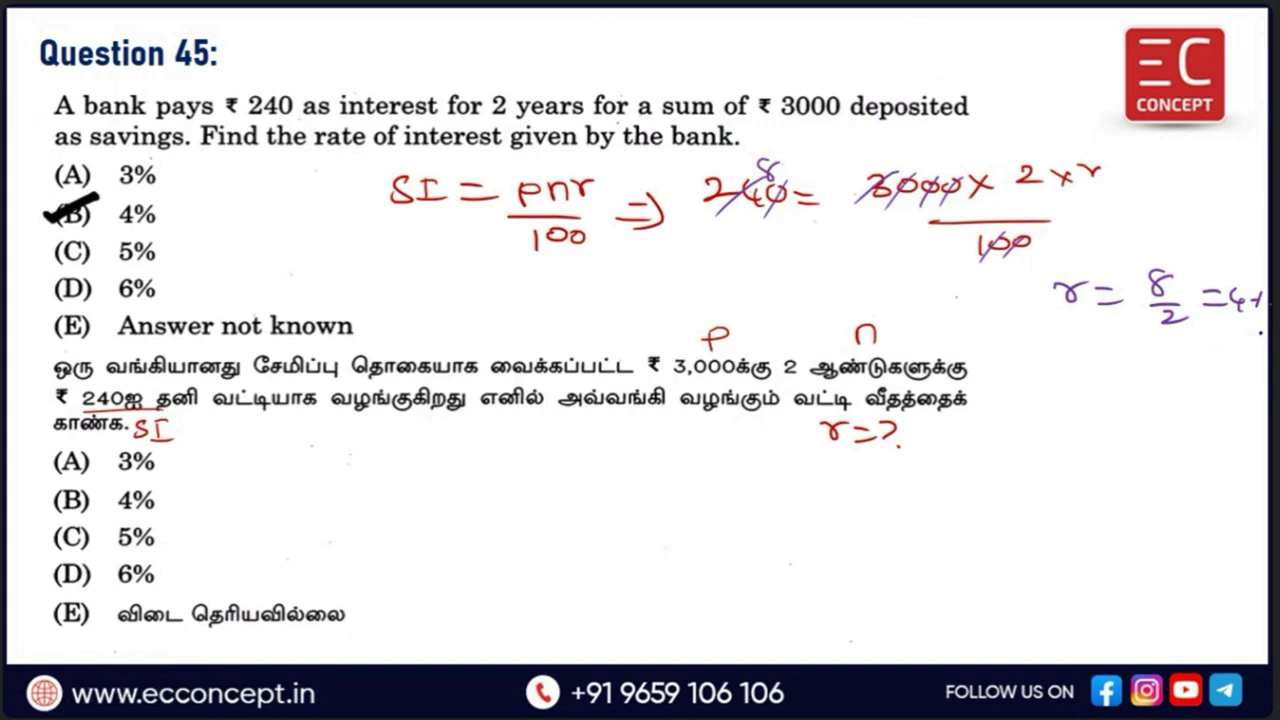 Question 45:
EC
CONCEPT
A bank pays ₹ 240 as interest for 2 years for a sum of ₹ 3000 deposited
as savings. Find the rate of interest given by the bank.
(A) 3%
(B) 4%
(C) 5%
(D) 6%
(E) Answer not known
SI = pnr
100
⇒ 240 = 3000 × 2 × r
100
8
r = 8/2 = 4%
p n
ஒரு வங்கியானது சேமிப்பு தொகையாக வைக்கப்பட்ட ₹ 3,000க்கு 2 ஆண்டுகளுக்கு
₹ 240ஐ தனி வட்டியாக வழங்குகிறது எனில் அவ்வங்கி வழங்கும் வட்டி வீதத்தைக்
காண்க. SI r = ?
(A) 3%
(B) 4%
(C) 5%
(D) 6%
(E) விடை தெரியவில்லை
www.ecconcept.in +91 9659 106 106 FOLLOW US ON